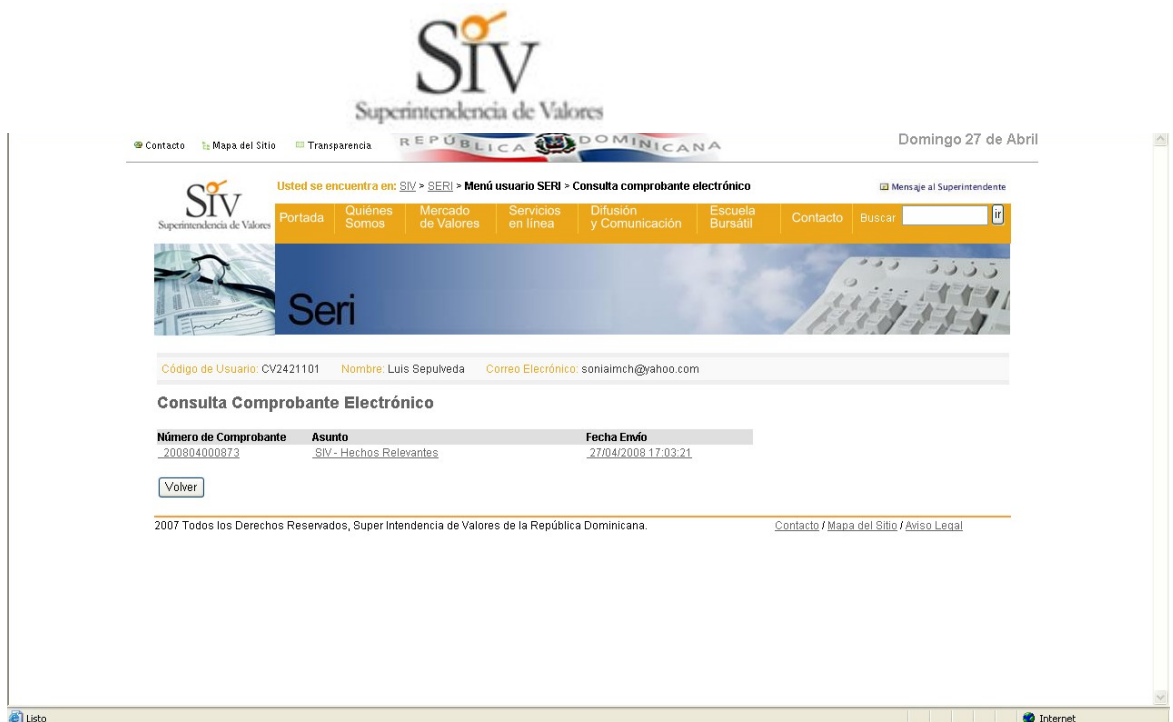 SIV
Superintendencia de Valores
Contacto Mapa del Sitio Transparencia REPÚBLICA DOMINICANA Domingo 27 de Abril
SIV
Superintendencia de Valores
Usted se encuentra en: SIV > SERI > Menú usuario SERI > Consulta comprobante electrónico Mensaje al Superintendente
Portada Quiénes Somos Mercado de Valores Servicios en línea Difusión y Comunicación Escuela Bursátil Contacto Buscar ir
Seri
Código de Usuario: CV2421101 Nombre: Luis Sepulveda Correo Elecrónico: soniaimch@yahoo.com
Consulta Comprobante Electrónico
Número de Comprobante Asunto Fecha Envío
200804000873 SIV - Hechos Relevantes 27/04/2008 17:03:21
Volver
2007 Todos los Derechos Reservados, Super Intendencia de Valores de la República Dominicana. Contacto / Mapa del Sitio / Aviso Legal
Listo Internet